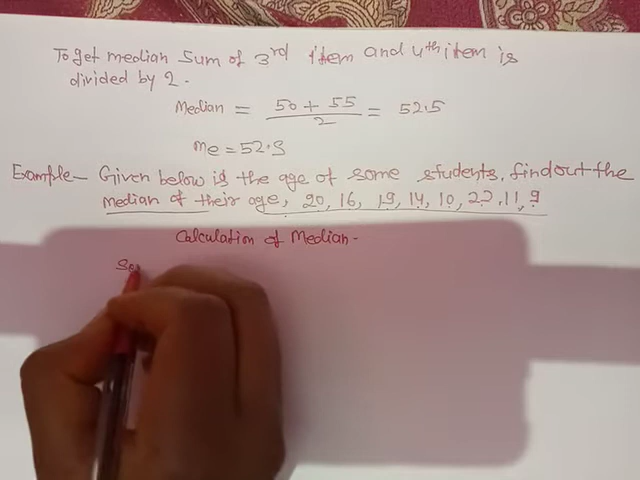 To get median sum of 3rd item and 4th item is
divided by 2.
Median = 50 + 55 / 2 = 52.5
Me = 52.5
Example - Given below is the age of some students, find out the
median of their age, 20, 16, 19, 14, 10, 22, 11, 9
Calculation of Median -